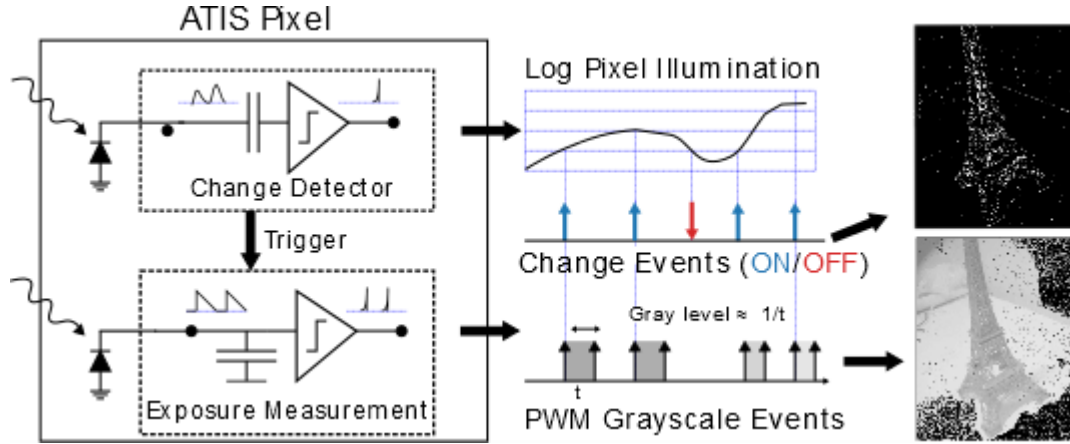 ATIS Pixel
Change Detector
Trigger
Exposure Measurement
Log Pixel Illumination
Change Events (ON/OFF)
Gray level ≈ 1/t
t
PWM Grayscale Events